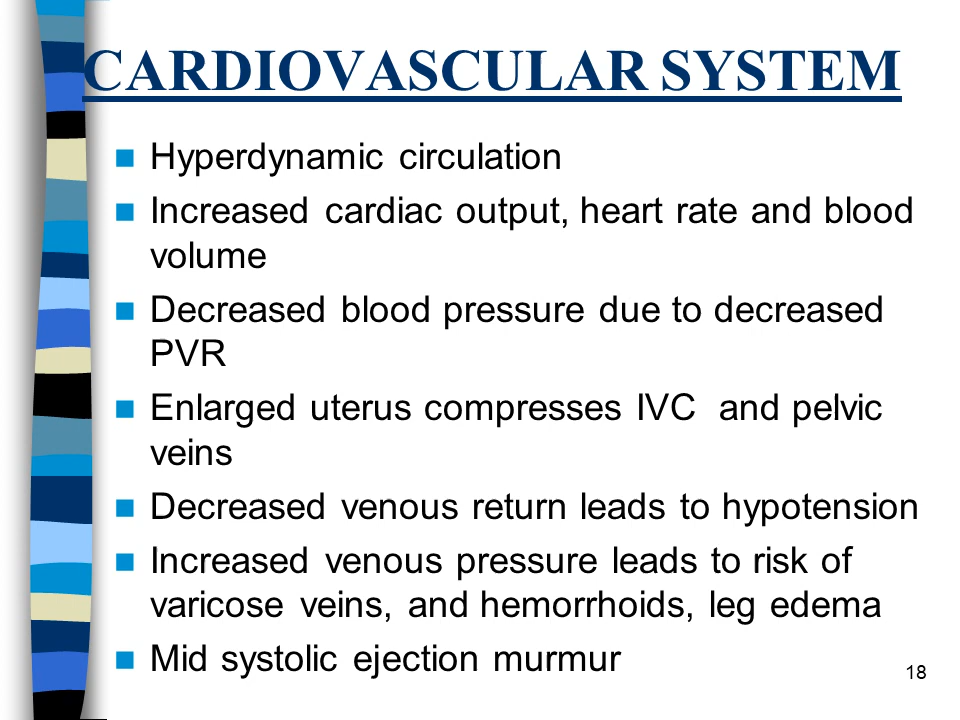 CARDIOVASCULAR SYSTEM
Hyperdynamic circulation
Increased cardiac output, heart rate and blood
volume
Decreased blood pressure due to decreased
PVR
Enlarged uterus compresses IVC  and pelvic
veins
Decreased venous return leads to hypotension
Increased venous pressure leads to risk of
varicose veins, and hemorrhoids, leg edema
Mid systolic ejection murmur
18